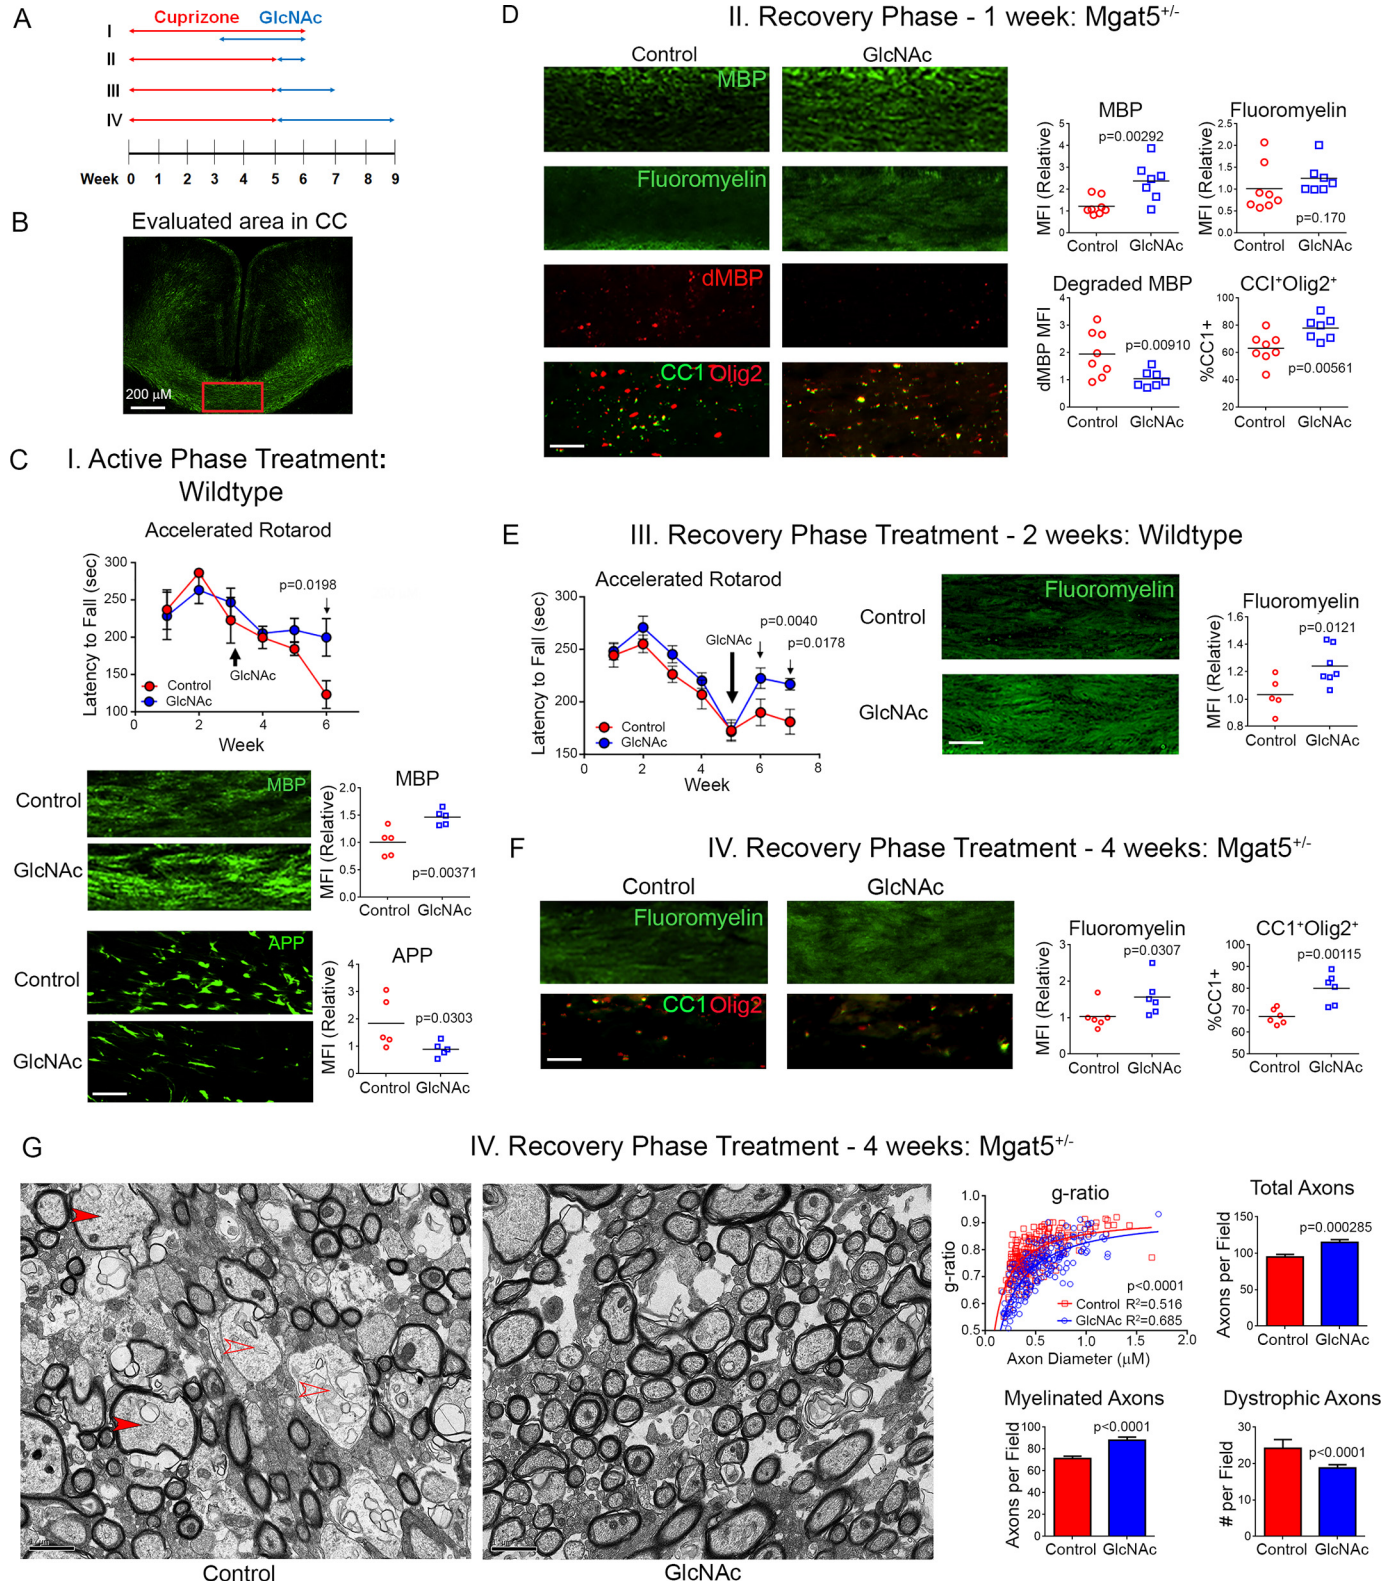 A
Cuprizone GlcNAc
I
II
III
IV
Week 0 1 2 3 4 5 6 7 8 9
B
Evaluated area in CC
200 µM
C
I. Active Phase Treatment:
Wildtype
Accelerated Rotarod
Latency to Fall (sec)
300
250
200
150
100
p=0.0198
GlcNAc
Control
GlcNAc
0 2 4 6
Week
Control
MBP
GlcNAc
MBP
MFI (Relative)
2.0
1.5
1.0
0.5
0.0
p=0.00371
Control GlcNAc
Control
APP
GlcNAc
APP
MFI (Relative)
4
3
2
1
0
p=0.0303
Control GlcNAc
D
II. Recovery Phase - 1 week: Mgat5+/-
Control GlcNAc
MBP
Fluoromyelin
dMBP
CC1 Olig2
MBP
MFI (Relative)
5
4
3
2
1
0
p=0.00292
Control GlcNAc
Fluoromyelin
MFI (Relative)
2.5
2.0
1.5
1.0
0.5
0.0
p=0.170
Control GlcNAc
Degraded MBP
dMBP MFI
4
3
2
1
0
p=0.00910
Control GlcNAc
CCI+Olig2+
%CC1+
100
80
60
40
20
p=0.00561
Control GlcNAc
E
III. Recovery Phase Treatment - 2 weeks: Wildtype
Accelerated Rotarod
Latency to Fall (sec)
300
250
200
150
GlcNAc
p=0.0040
p=0.0178
Control
GlcNAc
0 2 4 6 8
Week
Control
Fluoromyelin
GlcNAc
Fluoromyelin
MFI (Relative)
1.6
1.4
1.2
1.0
0.8
p=0.0121
Control GlcNAc
F
IV. Recovery Phase Treatment - 4 weeks: Mgat5+/-
Control GlcNAc
Fluoromyelin
CC1 Olig2
Fluoromyelin
MFI (Relative)
3
2
1
0
p=0.0307
Control GlcNAc
CC1+Olig2+
%CC1+
100
90
80
70
60
50
p=0.00115
Control GlcNAc
G
IV. Recovery Phase Treatment - 4 weeks: Mgat5+/-
Control
GlcNAc
g-ratio
g-ratio
1.0
0.9
0.8
0.7
0.6
0.5
p<0.0001
Control R²=0.516
GlcNAc R²=0.685
0.0 0.5 1.0 1.5 2.0
Axon Diameter (µM)
Total Axons
Axons per Field
150
100
50
0
p=0.000285
Control GlcNAc
Myelinated Axons
Axons per Field
100
80
60
40
20
0
p<0.0001
Control GlcNAc
Dystrophic Axons
# per Field
30
20
10
0
p<0.0001
Control GlcNAc